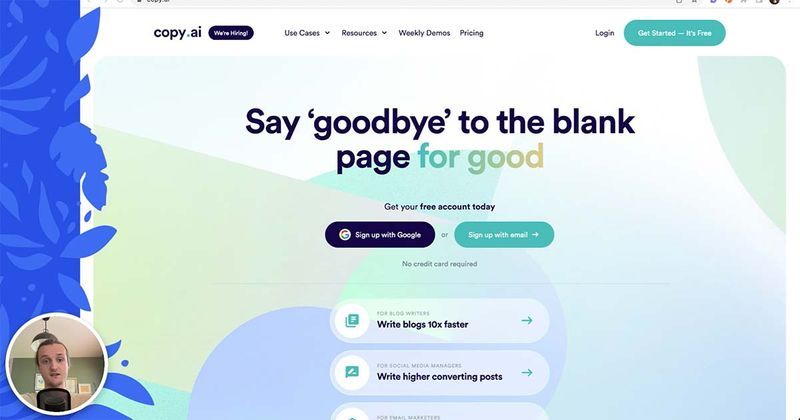 copy.ai
copy.ai We're Hiring! Use Cases Resources Weekly Demos Pricing Login Get Started — It's Free
Say ‘goodbye’ to the blank
page for good
Get your free account today
Sign up with Google or Sign up with email →
No credit card required
FOR BLOG WRITERS
Write blogs 10x faster
FOR SOCIAL MEDIA MANAGERS
Write higher converting posts
FOR EMAIL MARKETERS